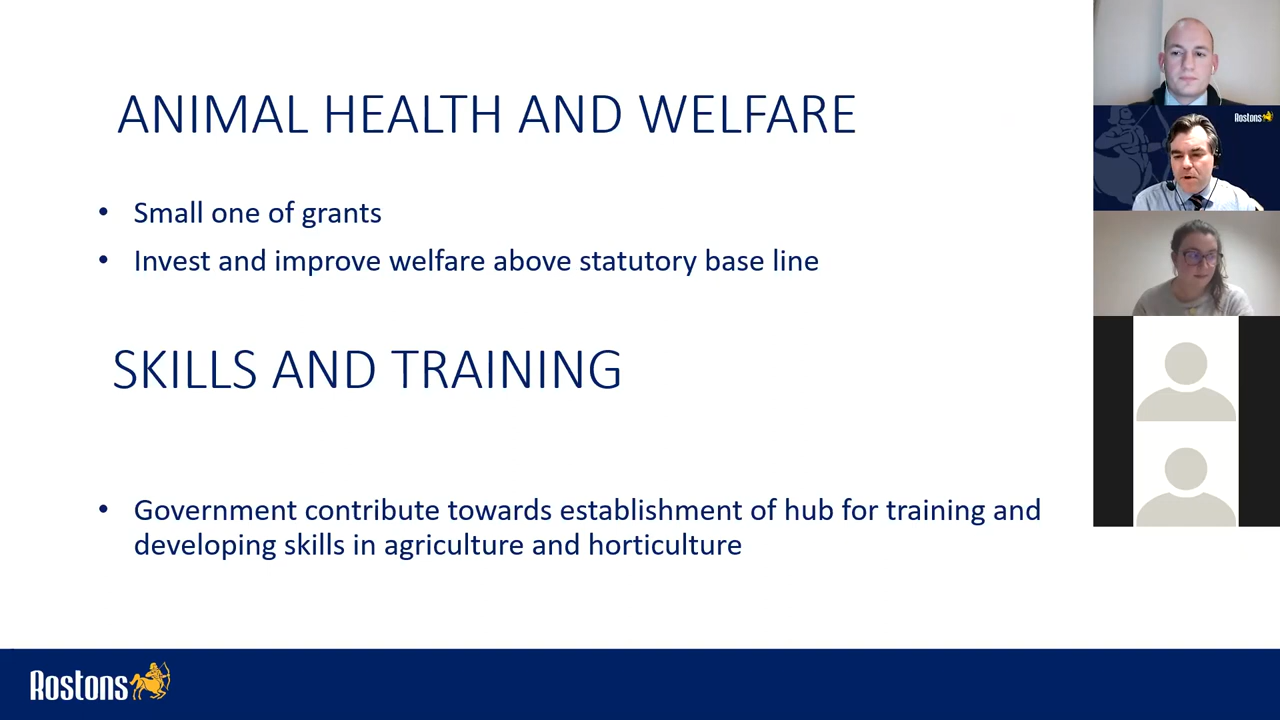 ANIMAL HEALTH AND WELFARE
• Small one of grants
• Invest and improve welfare above statutory base line
SKILLS AND TRAINING
• Government contribute towards establishment of hub for training and
developing skills in agriculture and horticulture
Rostons
Rostons